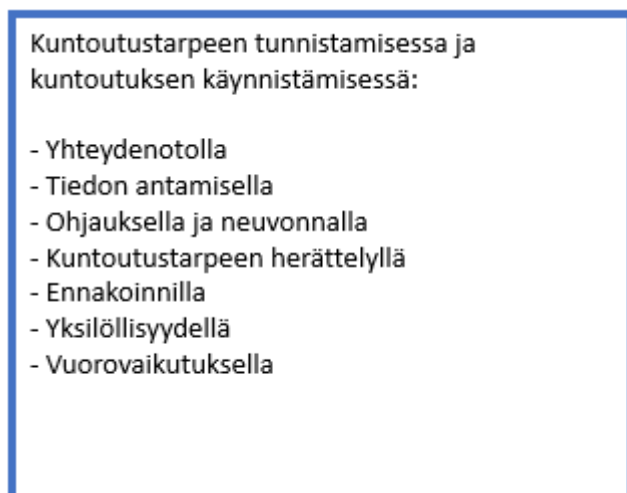 Kuntoutustarpeen tunnistamisessa ja
kuntoutuksen käynnistämisessä:
- Yhteydenotolla
- Tiedon antamisella
- Ohjauksella ja neuvonnalla
- Kuntoutustarpeen herättelyllä
- Ennakoinnilla
- Yksilöllisyydellä
- Vuorovaikutuksella